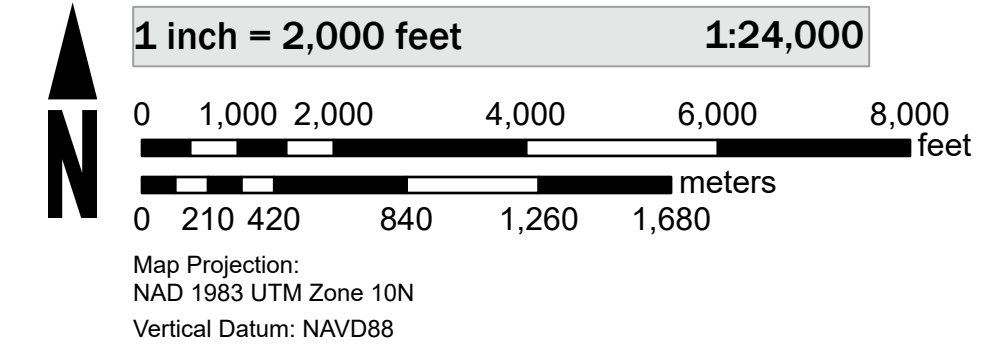 N
1 inch = 2,000 feet 1:24,000
0 1,000 2,000 4,000 6,000 8,000
feet
meters
0 210 420 840 1,260 1,680
Map Projection:
NAD 1983 UTM Zone 10N
Vertical Datum: NAVD88